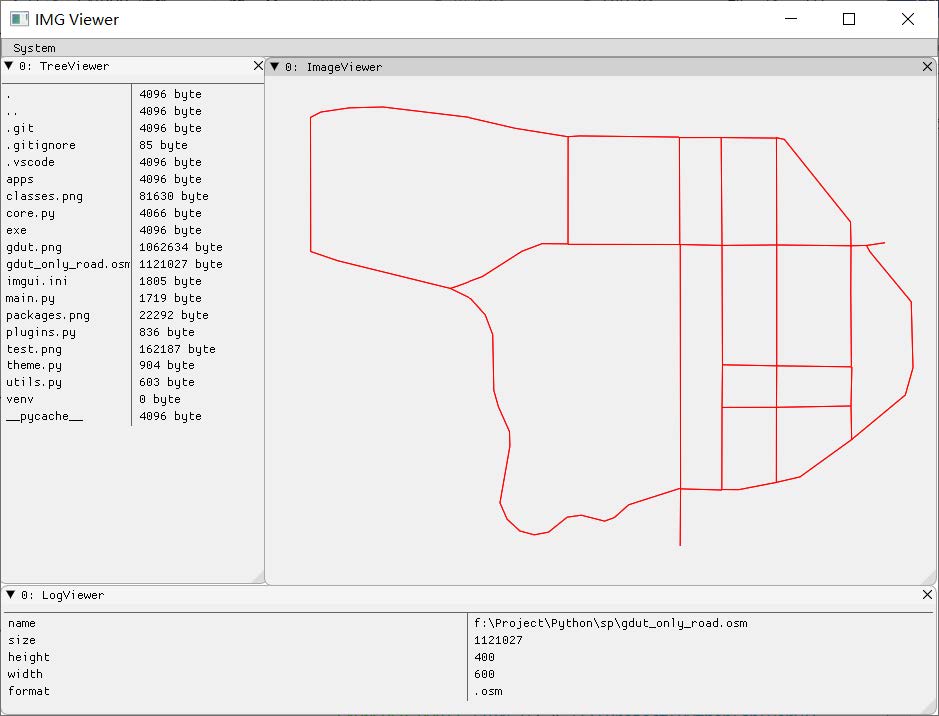 IMG Viewer
System
0: TreeViewer
. 4096 byte
.. 4096 byte
.git 4096 byte
.gitignore 85 byte
.vscode 4096 byte
apps 4096 byte
classes.png 81630 byte
core.py 4066 byte
exe 4096 byte
gdut.png 1062634 byte
gdut_only_road.osm 1121027 byte
imgui.ini 1805 byte
main.py 1719 byte
packages.png 22292 byte
plugins.py 836 byte
test.png 162187 byte
theme.py 904 byte
utils.py 603 byte
venv 0 byte
__pycache__ 4096 byte
0: ImageViewer
0: LogViewer
name f:\Project\Python\sp\gdut_only_road.osm
size 1121027
height 400
width 600
format .osm